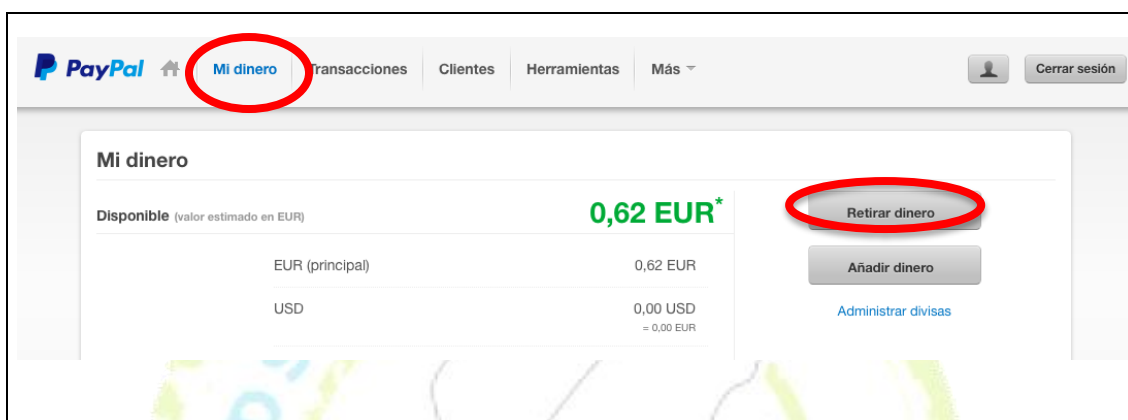 PayPal Mi dinero Transacciones Clientes Herramientas Más Cerrar sesión
Mi dinero
Disponible (valor estimado en EUR) 0,62 EUR* Retirar dinero
EUR (principal) 0,62 EUR Añadir dinero
USD 0,00 USD Administrar divisas
= 0,00 EUR